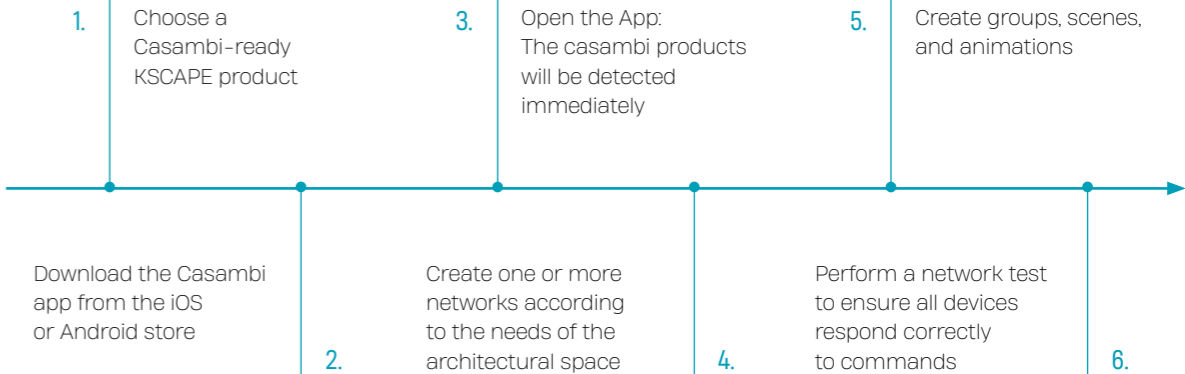 1.
Choose a
Casambi-ready
KSCAPE product
Download the Casambi
app from the iOS
or Android store
2.
3.
Open the App:
The casambi products
will be detected
immediately
Create one or more
networks according
to the needs of the
architectural space
4.
5.
Create groups, scenes,
and animations
Perform a network test
to ensure all devices
respond correctly
to commands
6.